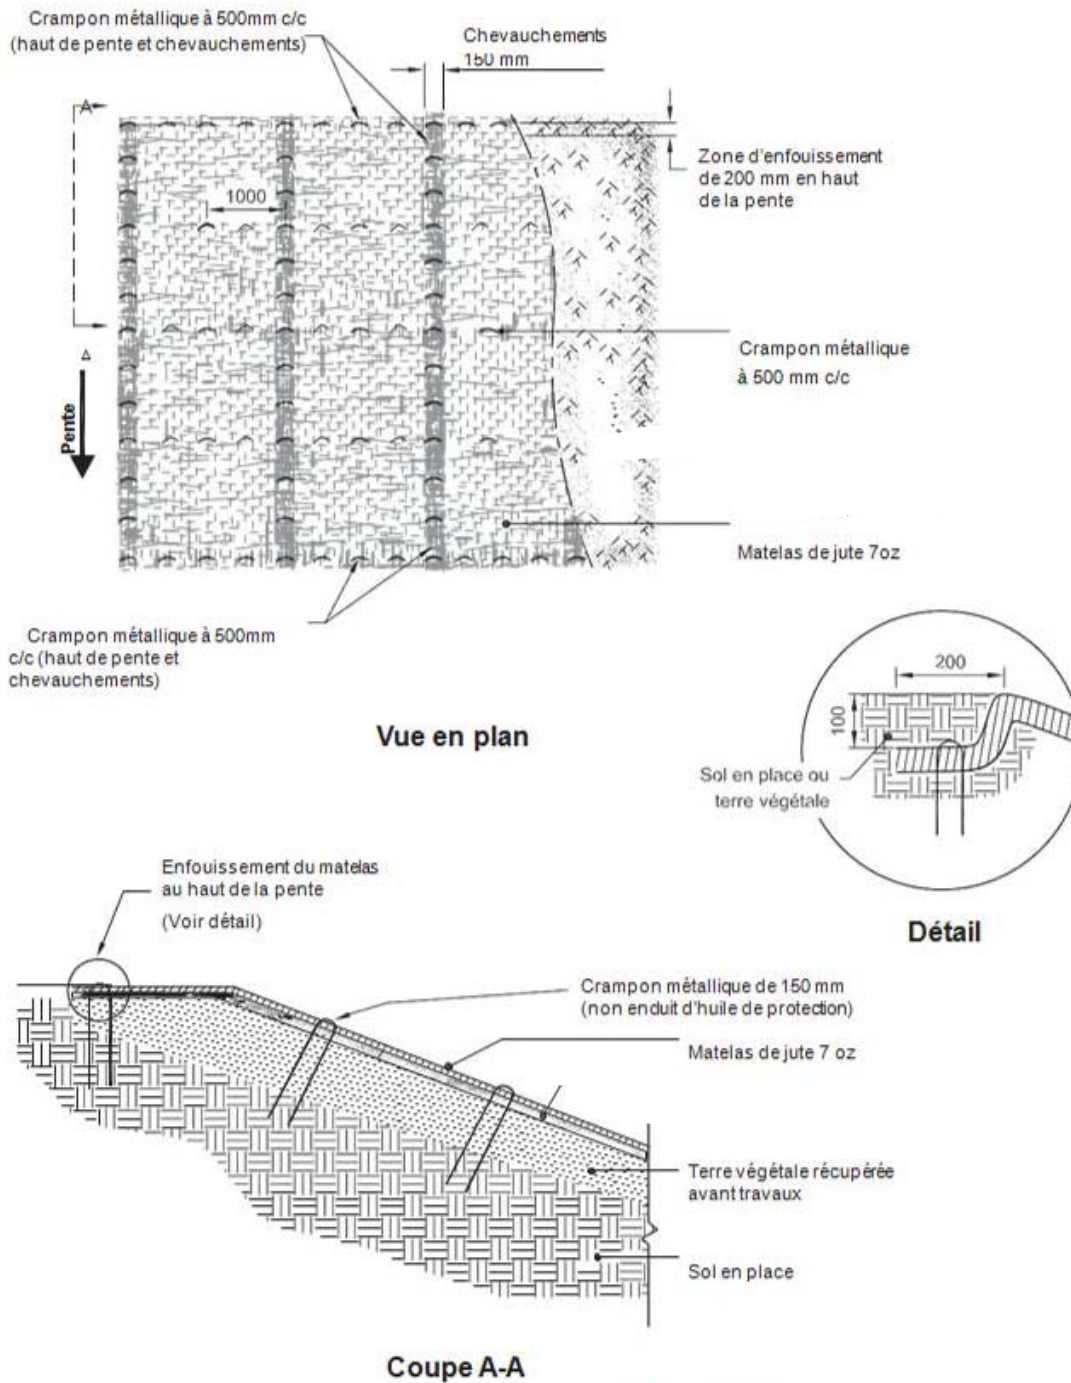 Crampon métallique à 500mm c/c
(haut de pente et chevauchements)
Chevauchements
150 mm
A
Zone d'enfouissement
de 200 mm en haut
de la pente
1000
Crampon métallique
à 500 mm c/c
A
Pente
Matelas de jute 7oz
Crampon métallique à 500mm
c/c (haut de pente et
chevauchements)
Vue en plan
200
100
Sol en place ou
terre végétale
Détail
Enfouissement du matelas
au haut de la pente
(Voir détail)
Crampon métallique de 150 mm
(non enduit d'huile de protection)
Matelas de jute 7 oz
Terre végétale récupérée
avant travaux
Sol en place
Coupe A-A